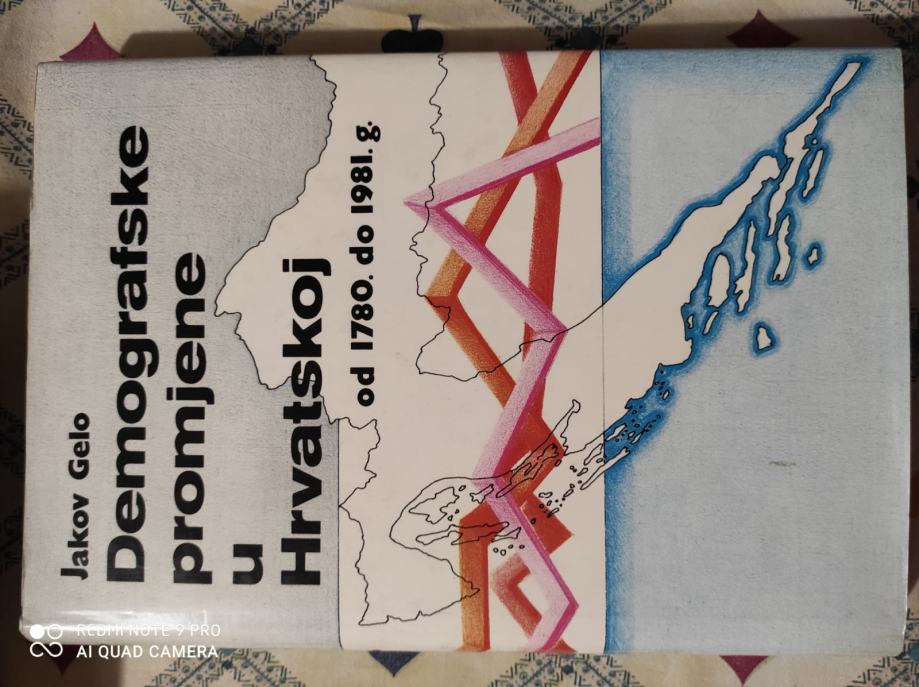 Jakov Gelo
Demografske
promjene
u
Hrvatskoj
od 1780. do 1981. g.
REDMI NOTE 9 PRO
AI QUAD CAMERA